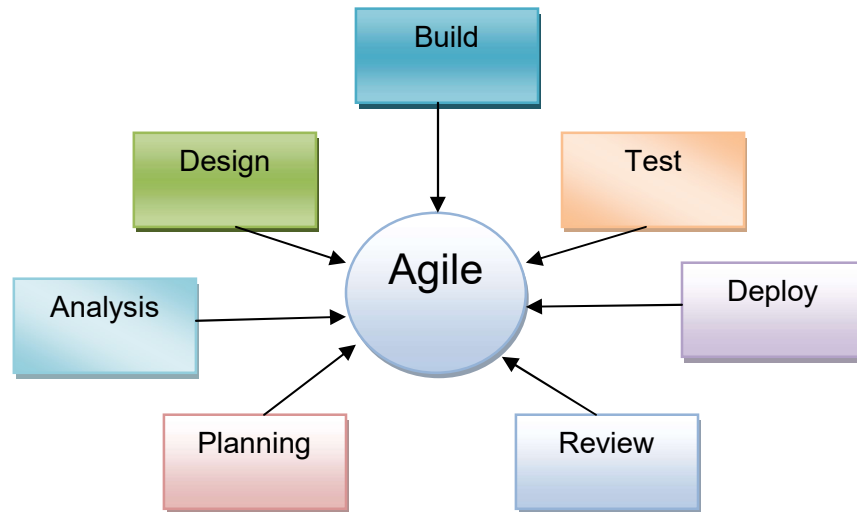 Build
Design
Test
Agile
Analysis
Deploy
Planning
Review